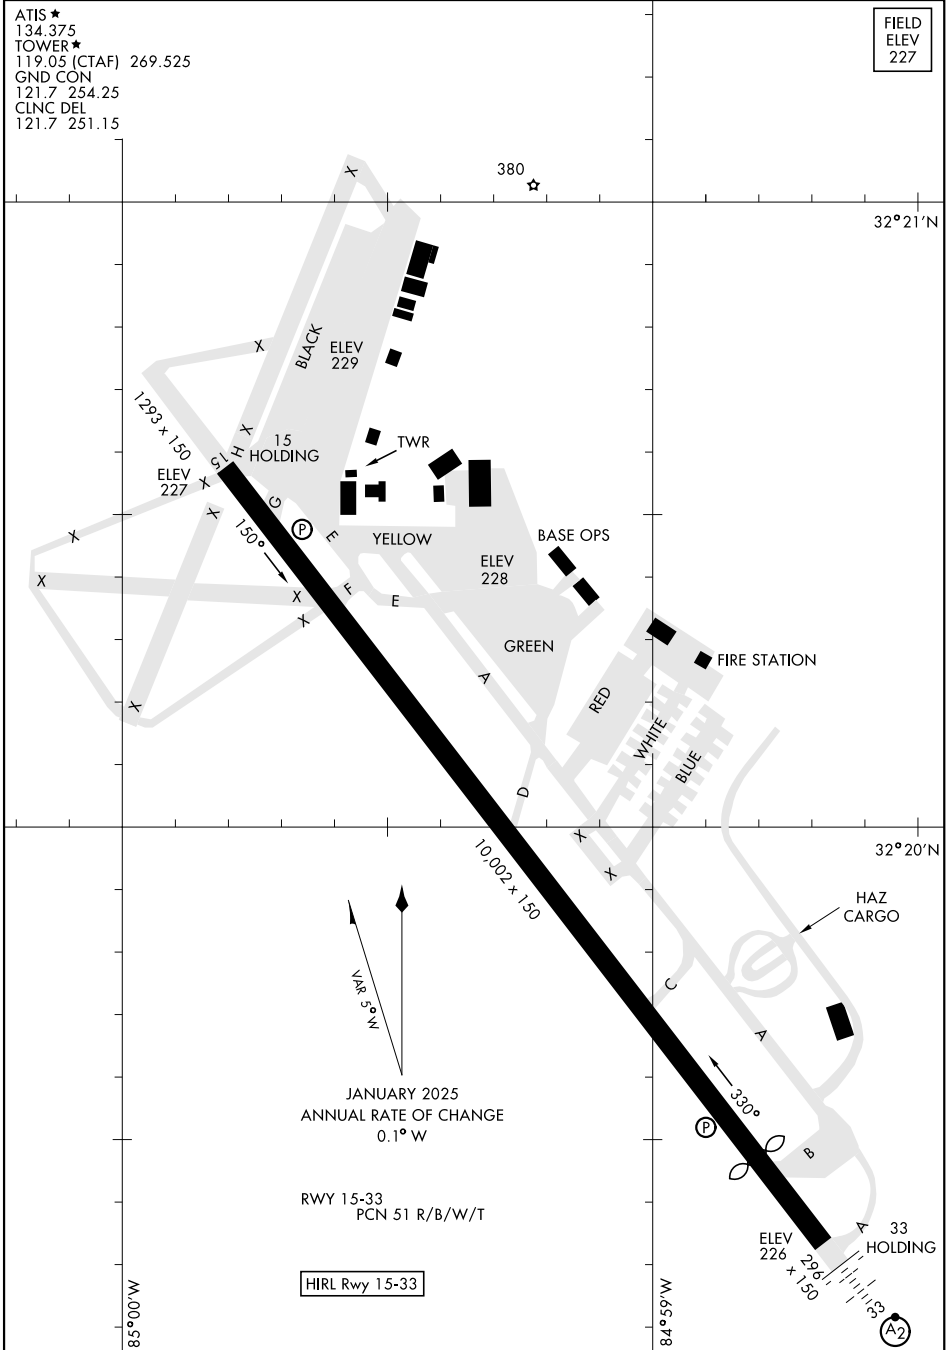 ATIS ★
134.375
TOWER ★
119.05 (CTAF) 269.525
GND CON
121.7 254.25
CLNC DEL
121.7 251.15
FIELD
ELEV
227
380
32°21'N
X
BLACK
ELEV
229
X
1293 x 150
X
H
15
HOLDING
15
TWR
ELEV
227
X
X
G
P
E
YELLOW
BASE OPS
150°
X
ELEV
228
X
X
F
E
X
GREEN
FIRE STATION
A
RED
X
WHITE
BLUE
D
X
32°20'N
10,002 x 150
X
HAZ
CARGO
VAR 5° W
C
A
JANUARY 2025
ANNUAL RATE OF CHANGE
0.1° W
330°
P
B
RWY 15-33
PCN 51 R/B/W/T
A
33
HOLDING
ELEV
226
296
x 150
HIRL Rwy 15-33
33
A2
85°00'W
84°59'W